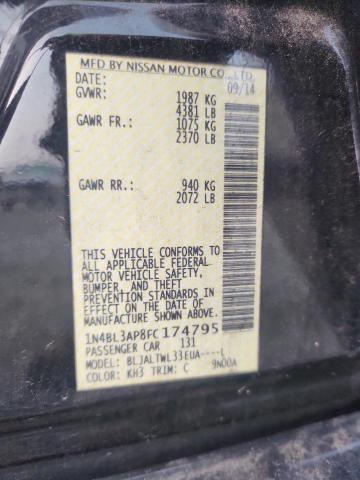 MFD BY NISSAN MOTOR CO., LTD.
DATE: 09/14
GVWR: 1987 KG
4381 LB
GAWR FR.: 1075 KG
2370 LB
GAWR RR.: 940 KG
2072 LB
THIS VEHICLE CONFORMS TO
ALL APPLICABLE FEDERAL
MOTOR VEHICLE SAFETY,
BUMPER, AND THEFT
PREVENTION STANDARDS IN
EFFECT ON THE DATE OF
MANUFACTURE SHOWN ABOVE.
1N4BL3AP8FC174795
PASSENGER CAR 131
MODEL: BLJALTWL33EUA----L
COLOR: KH3 TRIM: C 9N00A